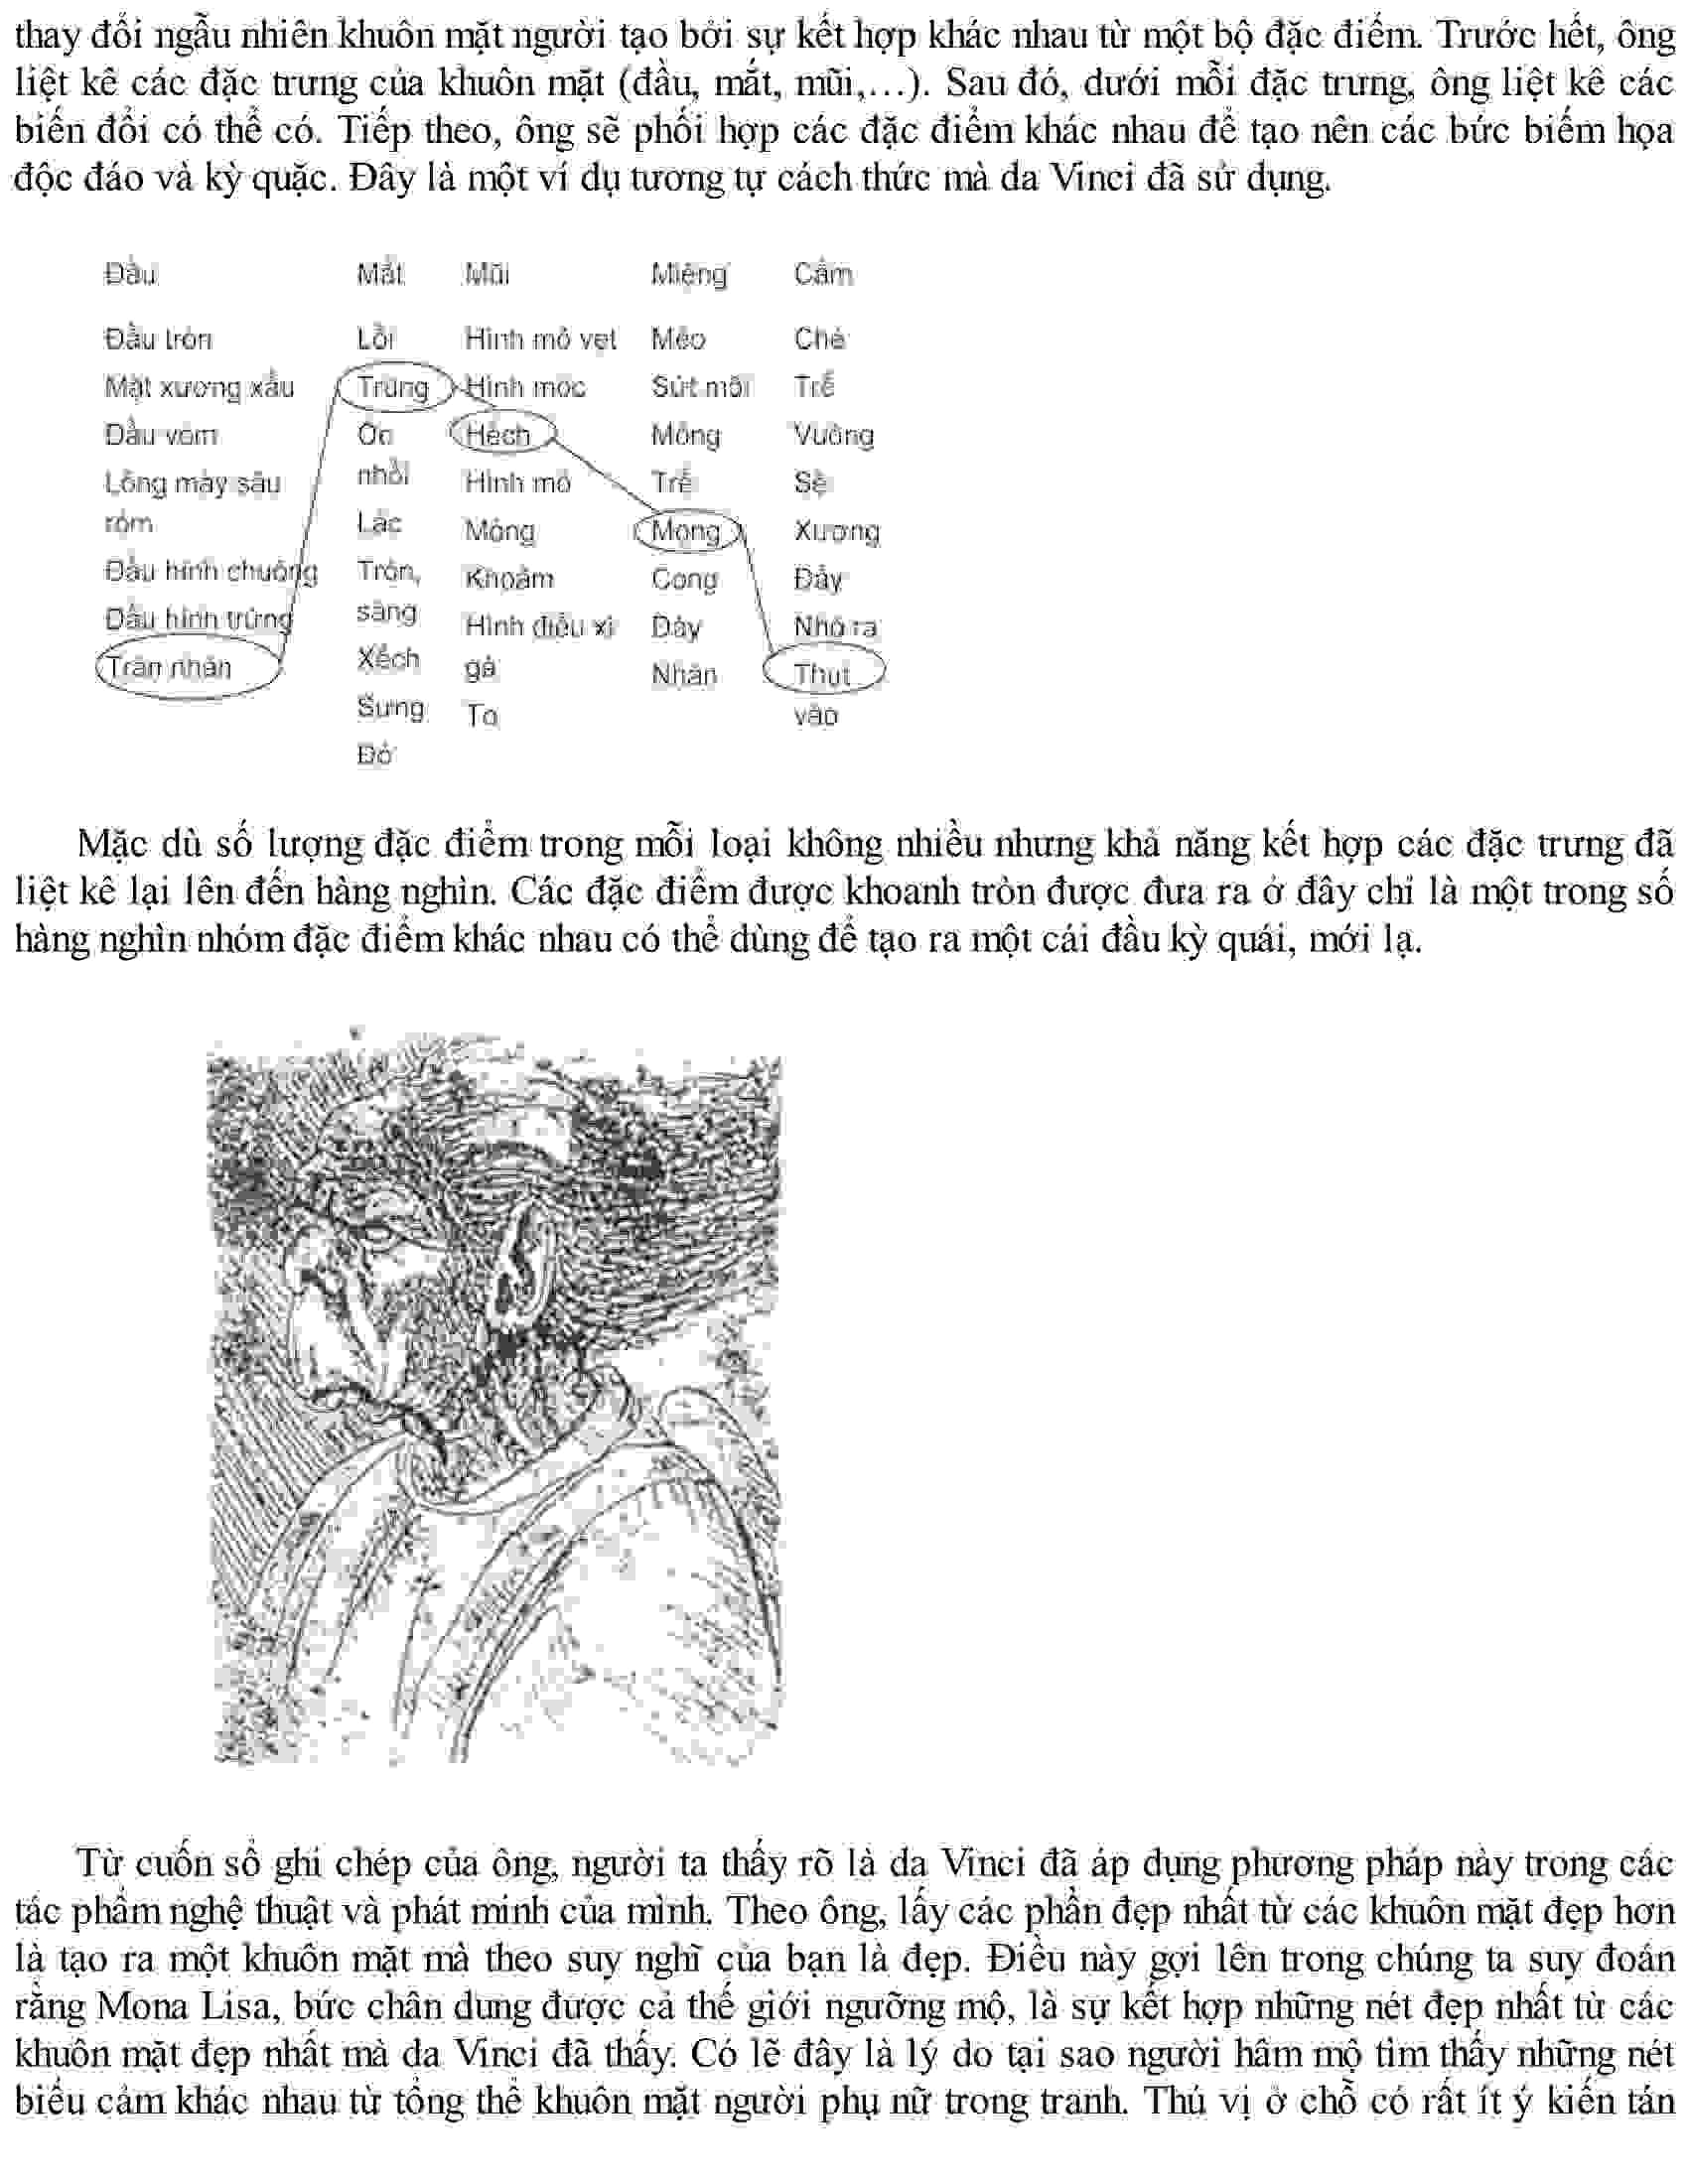 thay đổi ngẫu nhiên khuôn mặt người tạo bởi sự kết hợp khác nhau từ một bộ đặc điểm. Trước hết, ông
liệt kê các đặc trưng của khuôn mặt (đầu, mắt, mũi,...). Sau đó, dưới mỗi đặc trưng, ông liệt kê các
biến đổi có thể có. Tiếp theo, ông sẽ phối hợp các đặc điểm khác nhau để tạo nên các bức biếm họa
độc đáo và kỳ quặc. Đây là một ví dụ tương tự cách thức mà da Vinci đã sử dụng.
Đầu Mắt Mũi Miệng Cằm
Đầu tròn Lồi Hình mỏ vẹt Méo Chẻ
Mặt xương xẩu Trũng Hình móc Sứt môi Trễ
Đầu vòm Ốc Hếch Mỏng Vuông
Lông mày sâu nhồi Hình mỏ Trễ Sệ
róm Lác Mỏng Mọng Xương
Đầu hình chuông Tròn, Khoằm Cong Đầy
Đầu hình trứng sáng Hình điếu xì Dày Nhô ra
Trán nhăn Xếch gà Nhăn Thụt
Sưng To vào
Đỏ
Mặc dù số lượng đặc điểm trong mỗi loại không nhiều nhưng khả năng kết hợp các đặc trưng đã
liệt kê lại lên đến hàng nghìn. Các đặc điểm được khoanh tròn được đưa ra ở đây chỉ là một trong số
hàng nghìn nhóm đặc điểm khác nhau có thể dùng để tạo ra một cái đầu kỳ quái, mới lạ.
Từ cuốn sổ ghi chép của ông, người ta thấy rõ là da Vinci đã áp dụng phương pháp này trong các
tác phẩm nghệ thuật và phát minh của mình. Theo ông, lấy các phần đẹp nhất từ các khuôn mặt đẹp hơn
là tạo ra một khuôn mặt mà theo suy nghĩ của bạn là đẹp. Điều này gợi lên trong chúng ta suy đoán
rằng Mona Lisa, bức chân dung được cả thế giới ngưỡng mộ, là sự kết hợp những nét đẹp nhất từ các
khuôn mặt đẹp nhất mà da Vinci đã thấy. Có lẽ đây là lý do tại sao người hâm mộ tìm thấy những nét
biểu cảm khác nhau từ tổng thể khuôn mặt người phụ nữ trong tranh. Thú vị ở chỗ có rất ít ý kiến tán